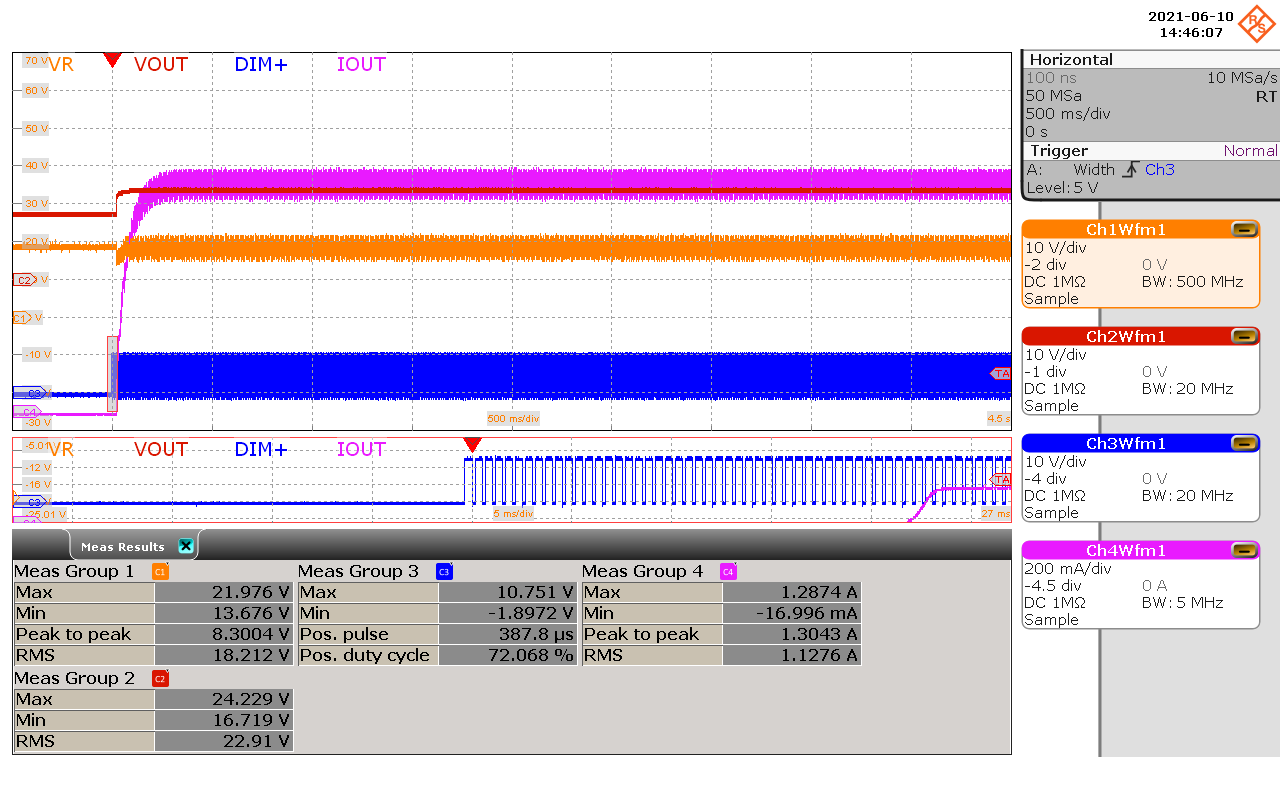 2021-06-10
14:46:07
R S
VR VOUT DIM+ IOUT
70 V
60 V
50 V
40 V
30 V
20 V
C2 V
C1 V
-10 V
C3
C4
-30 V
TA
500 ms/div 4.5 s
VR VOUT DIM+ IOUT
-5.01
-12 V
-16 V
C3
-25.01 V
C4
TA
5 ms/div 27 ms
Horizontal
100 ns 10 MSa/s
50 MSa RT
500 ms/div
0 s
Trigger Normal
A: Width Ch3
Level: 5 V
Ch1Wfm1
10 V/div
-2 div 0 V
DC 1MΩ BW: 500 MHz
Sample
Ch2Wfm1
10 V/div
-1 div 0 V
DC 1MΩ BW: 20 MHz
Sample
Ch3Wfm1
10 V/div
-4 div 0 V
DC 1MΩ BW: 20 MHz
Sample
Ch4Wfm1
200 mA/div
-4.5 div 0 A
DC 1MΩ BW: 5 MHz
Sample
Meas Results
Meas Group 1 C1
Max 21.976 V
Min 13.676 V
Peak to peak 8.3004 V
RMS 18.212 V
Meas Group 3 C3
Max 10.751 V
Min -1.8972 V
Pos. pulse 387.8 µs
Pos. duty cycle 72.068 %
Meas Group 4 C4
Max 1.2874 A
Min -16.996 mA
Peak to peak 1.3043 A
RMS 1.1276 A
Meas Group 2 C2
Max 24.229 V
Min 16.719 V
RMS 22.91 V